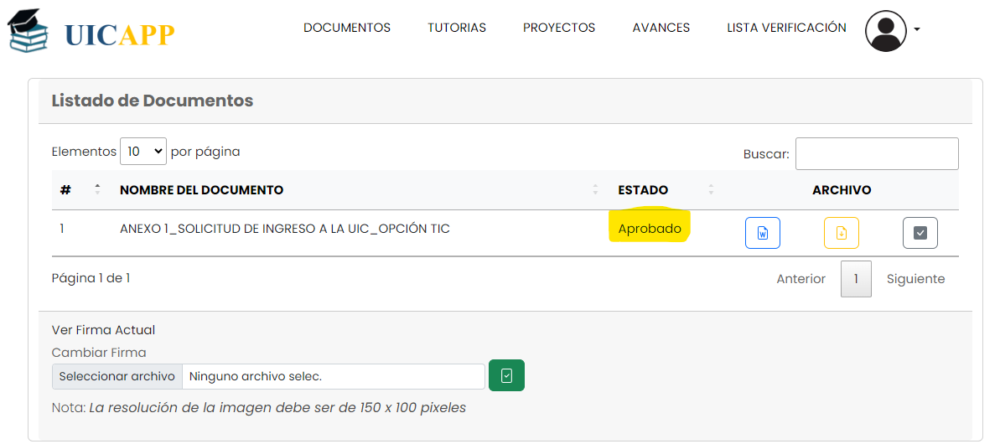 UICAPP
DOCUMENTOS TUTORIAS PROYECTOS AVANCES LISTA VERIFICACIÓN
Listado de Documentos
Elementos 10 por página Buscar:
# NOMBRE DEL DOCUMENTO ESTADO ARCHIVO
1 ANEXO 1_SOLICITUD DE INGRESO A LA UIC_OPCIÓN TIC Aprobado W
Página 1 de 1 Anterior 1 Siguiente
Ver Firma Actual
Cambiar Firma
Seleccionar archivo Ninguno archivo selec.
Nota: La resolución de la imagen debe ser de 150 x 100 pixeles